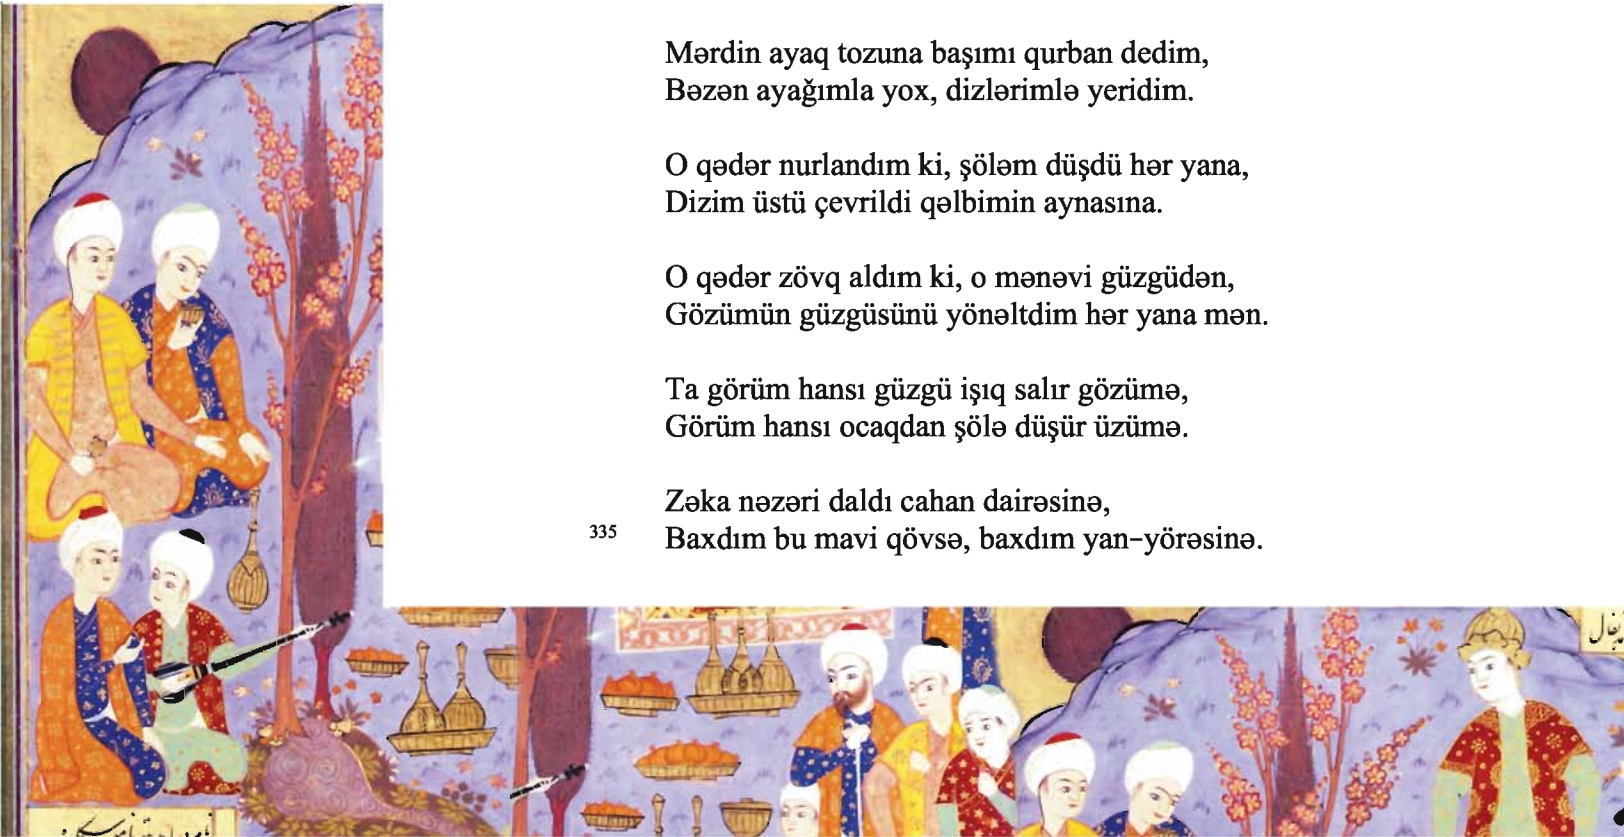 Mərdin ayaq tozuna başımı qurban dedim,
Bəzən ayağımla yox, dizlərimlə yeridim.
O qədər nurlandım ki, şöləm düşdü hər yana,
Dizim üstü çevrildi qəlbimin aynasına.
O qədər zövq aldım ki, o mənəvi güzgüdən,
Gözümün güzgüsünü yönəltdim hər yana mən.
Ta görüm hansı güzgü işıq salır gözümə,
Görüm hansı ocaqdan şölə düşür üzümə.
Zəka nəzəri daldı cahan dairəsinə,
335 Baxdım bu mavi qövsə, baxdım yan-yörəsinə.